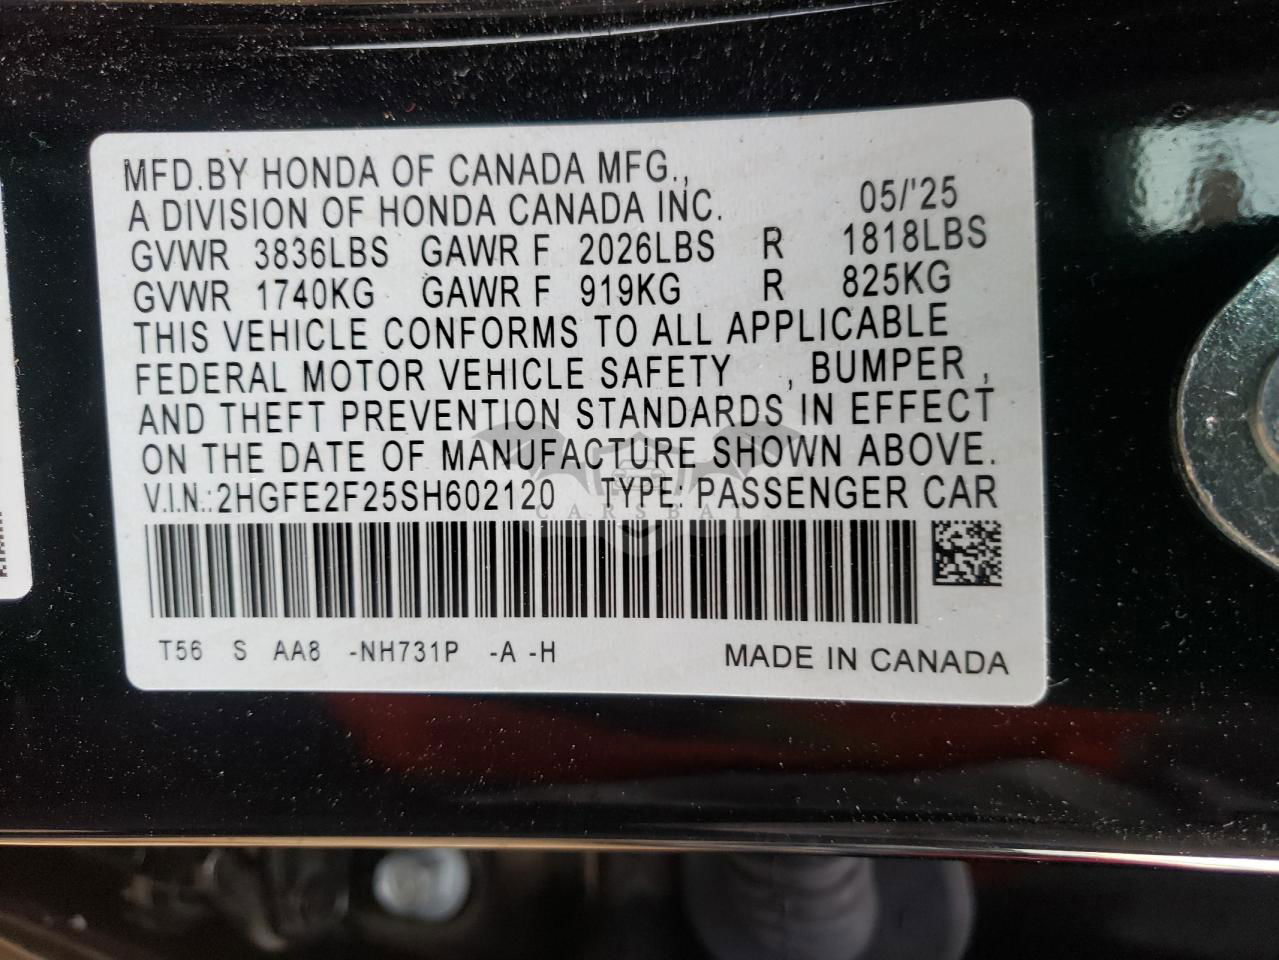 MFD.BY HONDA OF CANADA MFG.,
A DIVISION OF HONDA CANADA INC. 05/'25
GVWR 3836LBS GAWR F 2026LBS R 1818LBS
GVWR 1740KG GAWR F 919KG R 825KG
THIS VEHICLE CONFORMS TO ALL APPLICABLE
FEDERAL MOTOR VEHICLE SAFETY , BUMPER ,
AND THEFT PREVENTION STANDARDS IN EFFECT
ON THE DATE OF MANUFACTURE SHOWN ABOVE.
V.I.N.:2HGFE2F25SH602120 TYPE: PASSENGER CAR
CARSBAT
T56 S AA8 -NH731P -A -H MADE IN CANADA